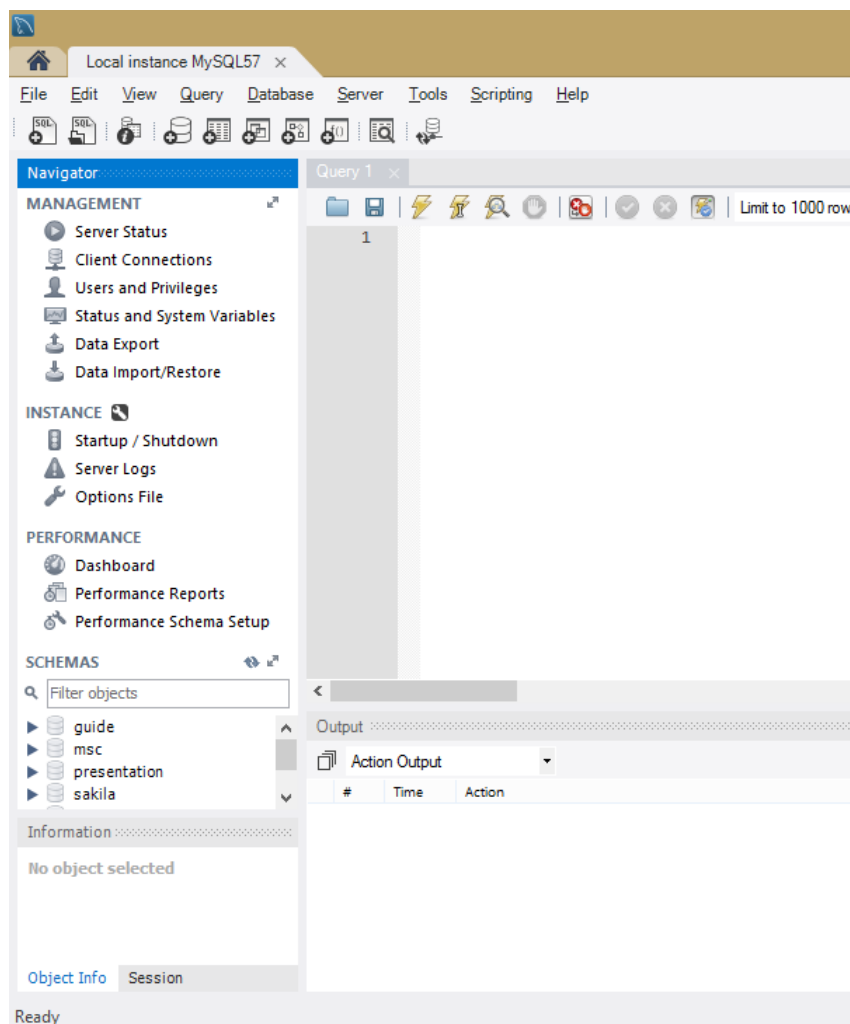 Local instance MySQL57
File Edit View Query Database Server Tools Scripting Help
SQL SQL
Navigator
MANAGEMENT
Server Status
Client Connections
Users and Privileges
Status and System Variables
Data Export
Data Import/Restore
INSTANCE
Startup / Shutdown
Server Logs
Options File
PERFORMANCE
Dashboard
Performance Reports
Performance Schema Setup
SCHEMAS
Filter objects
guide
msc
presentation
sakila
Information
No object selected
Object Info Session
Query 1
Limit to 1000 row
1
Output
Action Output
# Time Action
Ready